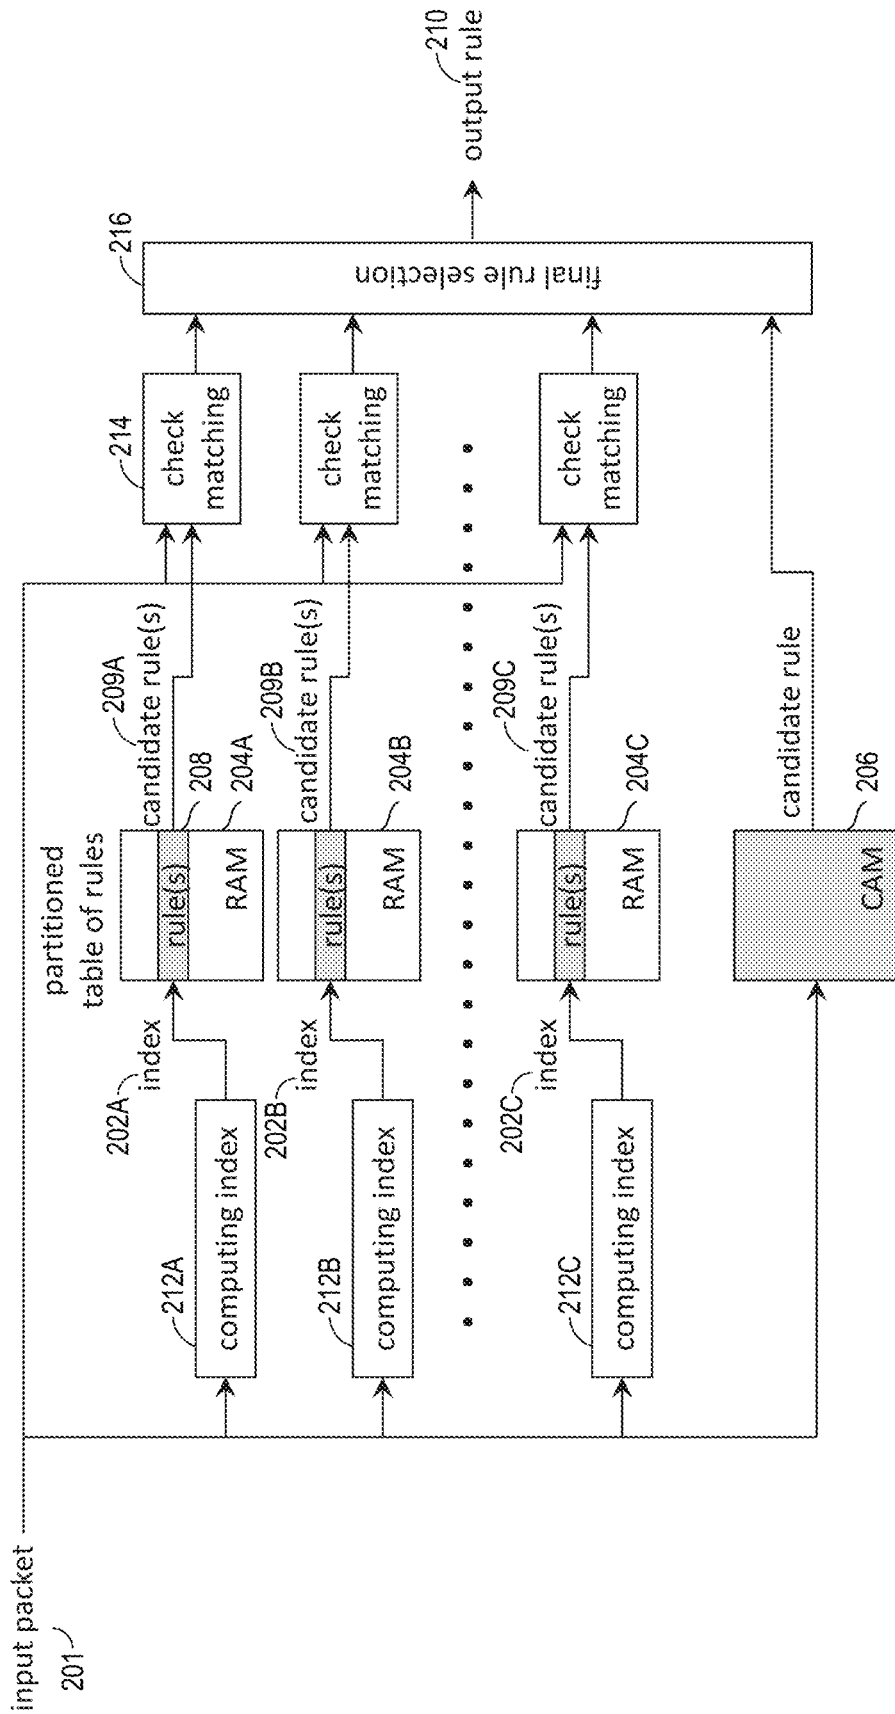 input packet
201
212A
computing index
202A
index
partitioned
table of rules
rule(s)
RAM
208
204A
209A
candidate rule(s)
214
check
matching
212B
computing index
202B
index
rule(s)
RAM
204B
209B
candidate rule(s)
check
matching
212C
computing index
202C
index
rule(s)
RAM
204C
209C
candidate rule(s)
check
matching
CAM
206
candidate rule
216
final rule selection
output rule
210